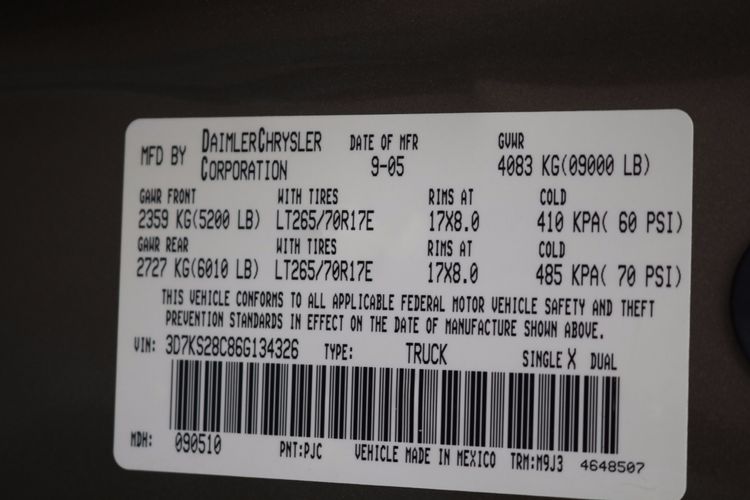 MFD BY DAIMLERCHRYSLER CORPORATION DATE OF MFR 9-05 GVWR 4083 KG(09000 LB)
GAWR FRONT WITH TIRES RIMS AT COLD
2359 KG(5200 LB) LT265/70R17E 17X8.0 410 KPA( 60 PSI)
GAWR REAR WITH TIRES RIMS AT COLD
2727 KG(6010 LB) LT265/70R17E 17X8.0 485 KPA( 70 PSI)
THIS VEHICLE CONFORMS TO ALL APPLICABLE FEDERAL MOTOR VEHICLE SAFETY AND THEFT
PREVENTION STANDARDS IN EFFECT ON THE DATE OF MANUFACTURE SHOWN ABOVE.
VIN: 3D7KS28C86G134326 TYPE: TRUCK SINGLE X DUAL
MDH: 090510 PNT:PJC VEHICLE MADE IN MEXICO TRM:M9J3 4648507